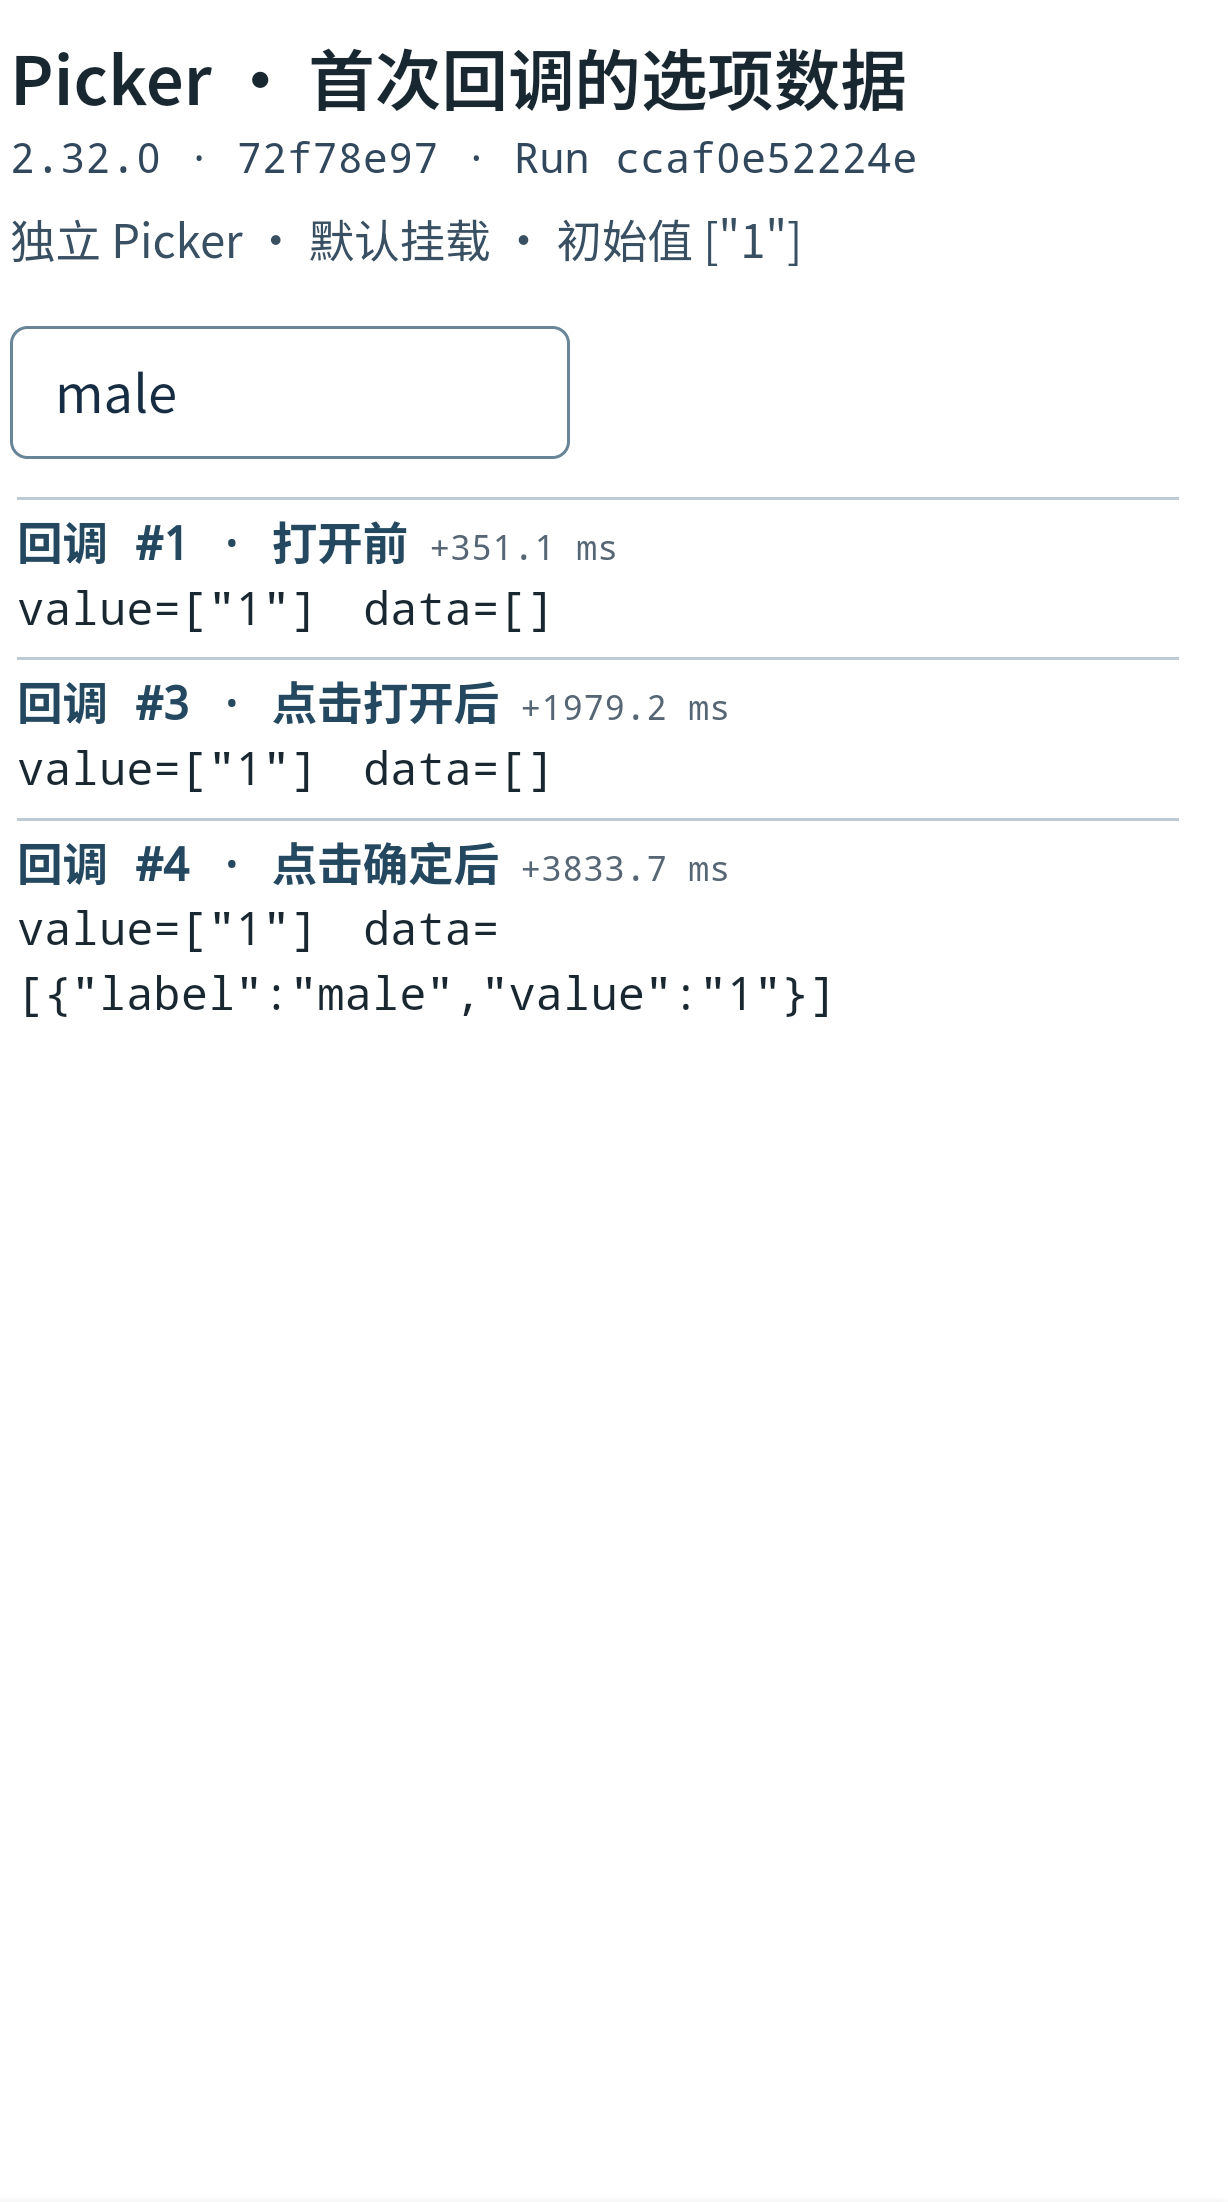 Picker · 首次回调的选项数据
2.32.0 · 72f78e97 · Run ccaf0e52224e
独立 Picker · 默认挂载 · 初始值 ["1"]
male
回调 #1 · 打开前 +351.1 ms
value=["1"] data=[]
回调 #3 · 点击打开后 +1979.2 ms
value=["1"] data=[]
回调 #4 · 点击确定后 +3833.7 ms
value=["1"] data=
[{"label":"male","value":"1"}]